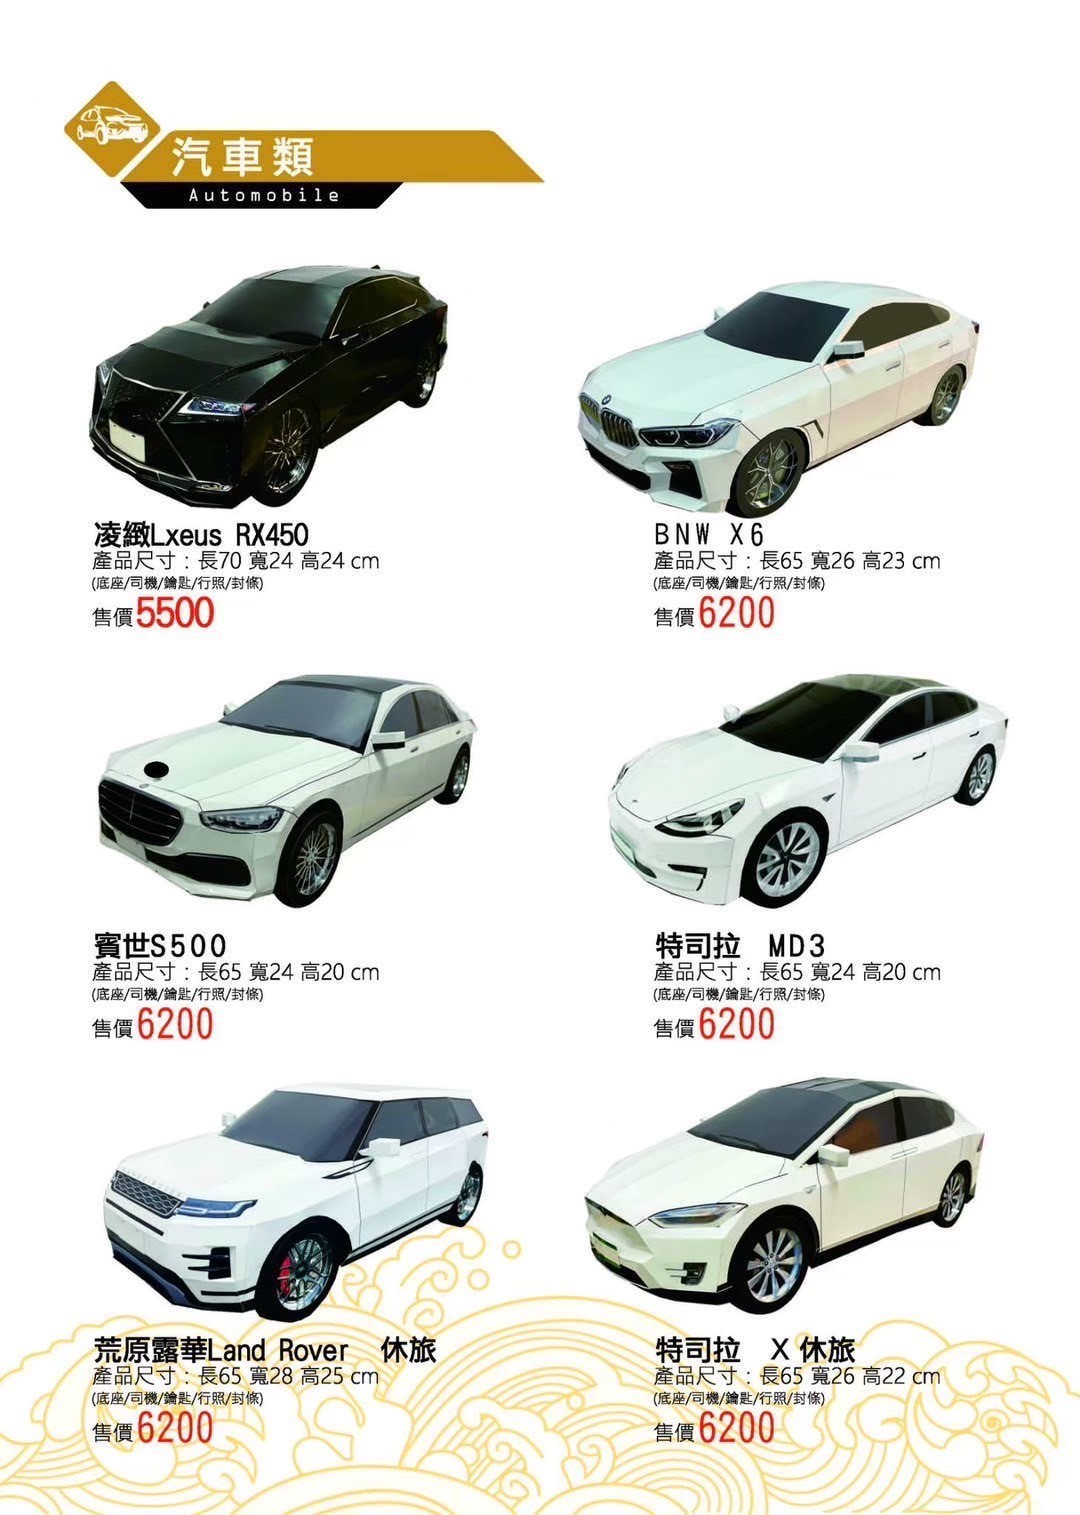 汽車類
Automobile
凌緻Lxeus RX450
產品尺寸：長70 寬24 高24 cm
(底座/司機/鑰匙/行照/封條)
售價5500
BNW X6
產品尺寸：長65 寬26 高23 cm
(底座/司機/鑰匙/行照/封條)
售價6200
賓世S500
產品尺寸：長65 寬24 高20 cm
(底座/司機/鑰匙/行照/封條)
售價6200
特司拉 MD3
產品尺寸：長65 寬24 高20 cm
(底座/司機/鑰匙/行照/封條)
售價6200
荒原露華Land Rover 休旅
產品尺寸：長65 寬28 高25 cm
(底座/司機/鑰匙/行照/封條)
售價6200
特司拉 X 休旅
產品尺寸：長65 寬26 高22 cm
(底座/司機/鑰匙/行照/封條)
售價6200